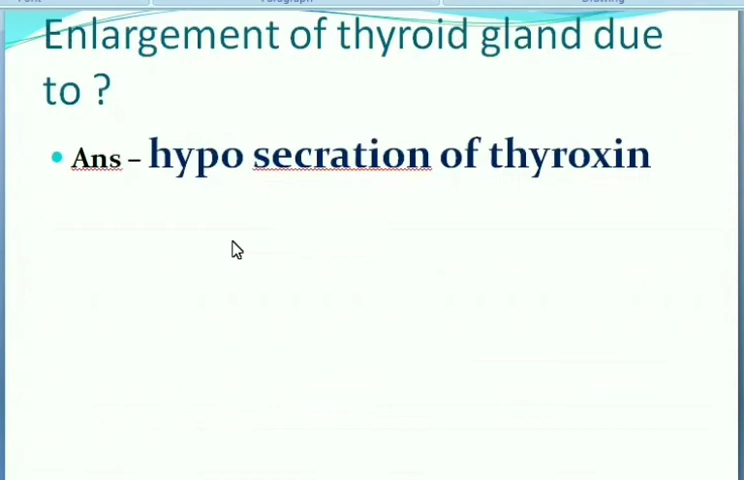 Enlargement of thyroid gland due
to ?
Ans – hypo secration of thyroxin